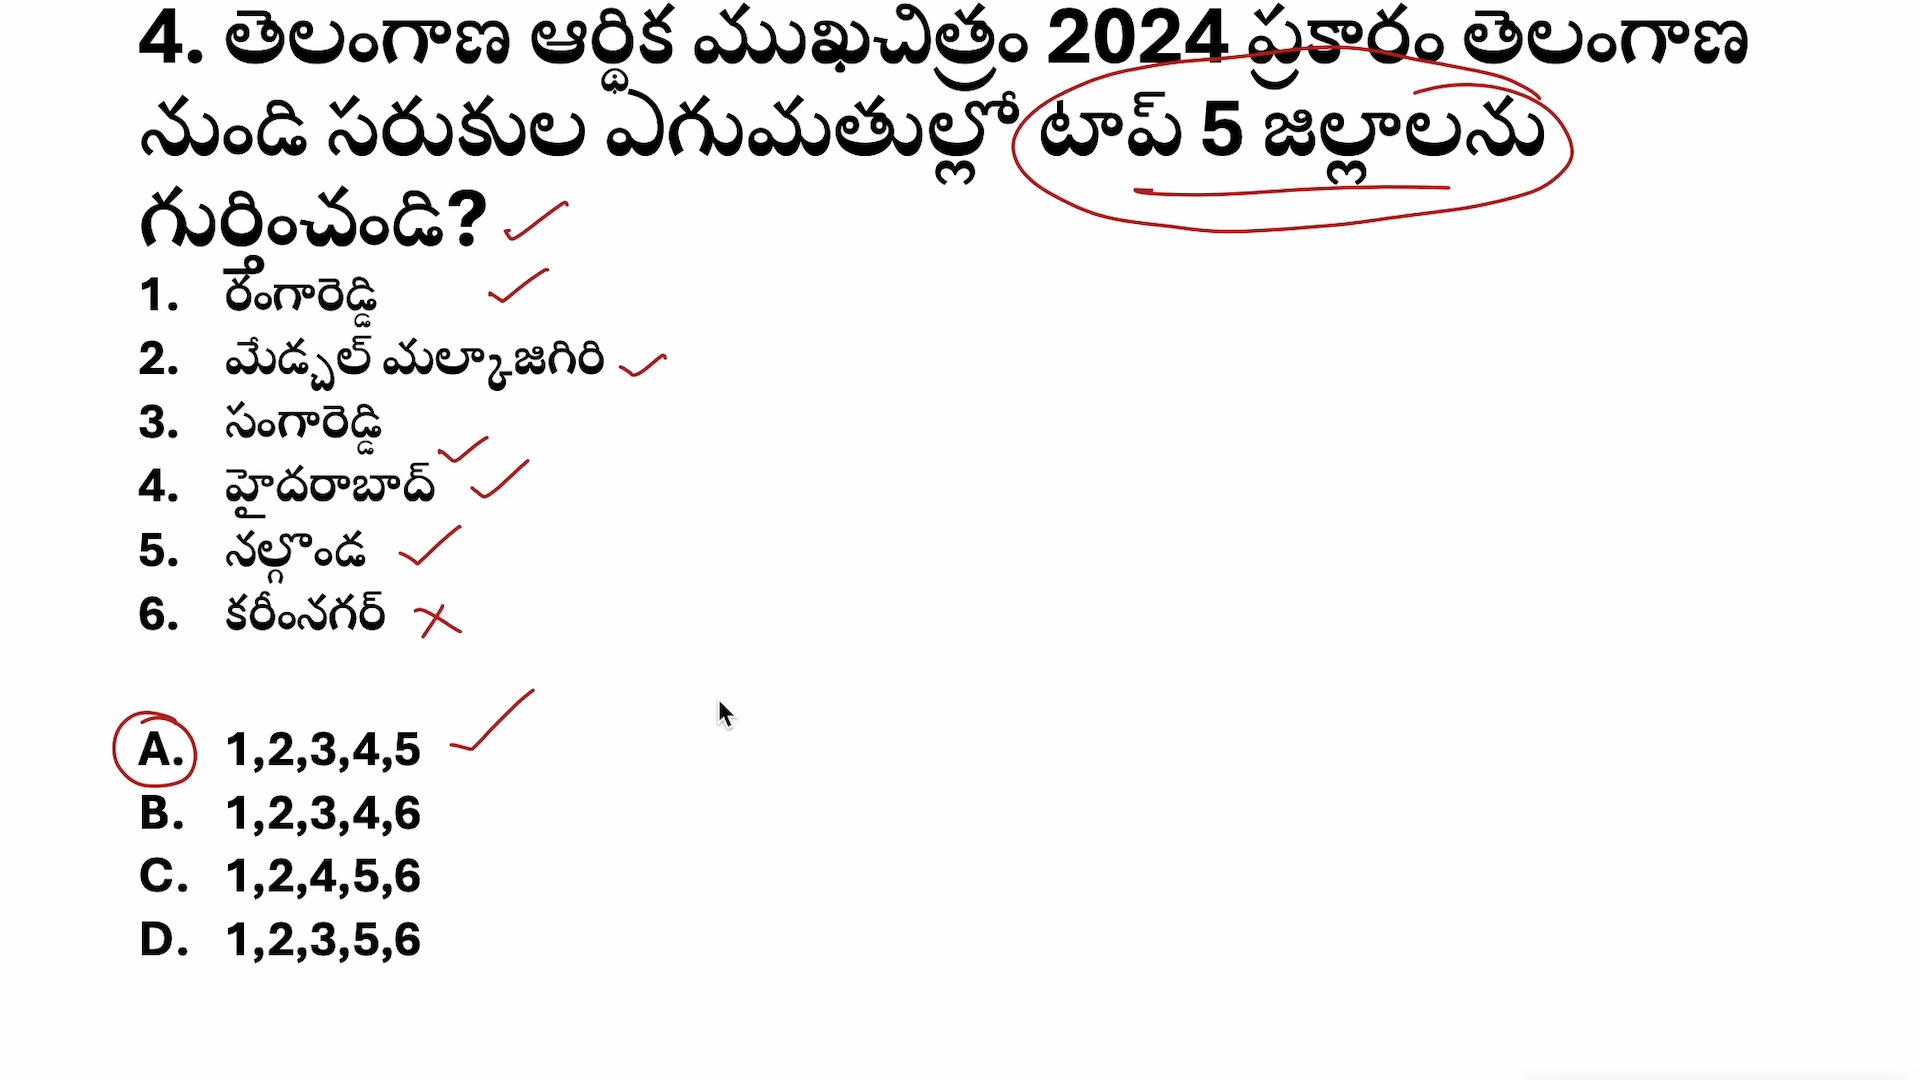 4. తెలంగాణ ఆర్థిక ముఖచిత్రం 2024 ప్రకారం తెలంగాణ
నుండి సరుకుల ఎగుమతుల్లో టాప్ 5 జిల్లాలను
గుర్తించండి?
1. రంగారెడ్డి
2. మేడ్చల్ మల్కాజిగిరి
3. సంగారెడ్డి
4. హైదరాబాద్
5. నల్గొండ
6. కరీంనగర్
A. 1,2,3,4,5
B. 1,2,3,4,6
C. 1,2,4,5,6
D. 1,2,3,5,6